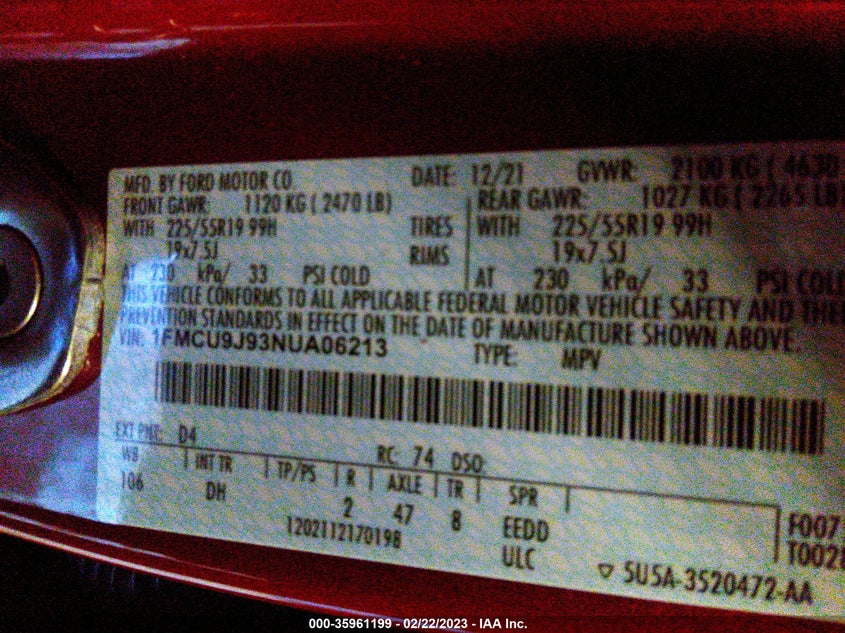 MFD. BY FORD MOTOR CO. DATE: 12/21 GVWR: 2100 KG ( 4630
FRONT GAWR: 1120 KG ( 2470 LB) REAR GAWR: 1027 KG ( 2265 LB)
WITH 225/55R19 99H TIRES WITH 225/55R19 99H
19x7.5J RIMS 19x7.5J
AT 230 kPa/ 33 PSI COLD AT 230 kPa/ 33 PSI COLD
THIS VEHICLE CONFORMS TO ALL APPLICABLE FEDERAL MOTOR VEHICLE SAFETY AND THEF
PREVENTION STANDARDS IN EFFECT ON THE DATE OF MANUFACTURE SHOWN ABOVE.
VIN: 1FMCU9J93NUA06213 TYPE: MPV
EXT PNT: D4 RC: 74 DSO:
WB INT TR TP/PS R AXLE TR SPR
106 DH 2 47 8 EEDD F007
1202112170198 ULC T0028
▽ 5U5A-3520472-AA
000-35961199 - 02/22/2023 - IAA Inc.